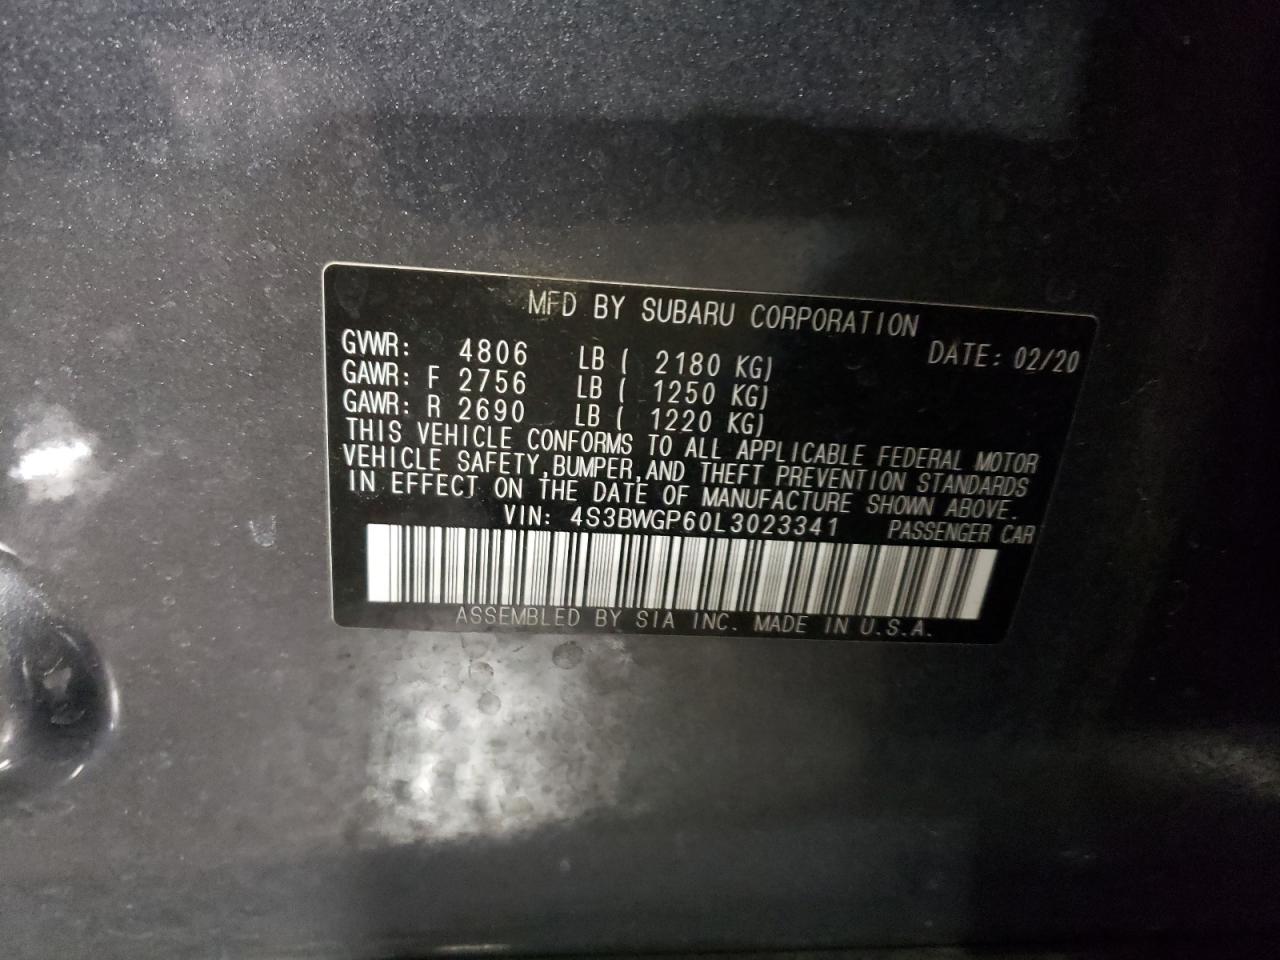 MFD BY SUBARU CORPORATION
DATE: 02/20
GVWR: 4806 LB ( 2180 KG)
GAWR: F 2756 LB ( 1250 KG)
GAWR: R 2690 LB ( 1220 KG)
THIS VEHICLE CONFORMS TO ALL APPLICABLE FEDERAL MOTOR
VEHICLE SAFETY,BUMPER,AND THEFT PREVENTION STANDARDS
IN EFFECT ON THE DATE OF MANUFACTURE SHOWN ABOVE.
VIN: 4S3BWGP60L3023341 PASSENGER CAR
ASSEMBLED BY SIA INC. MADE IN U.S.A.